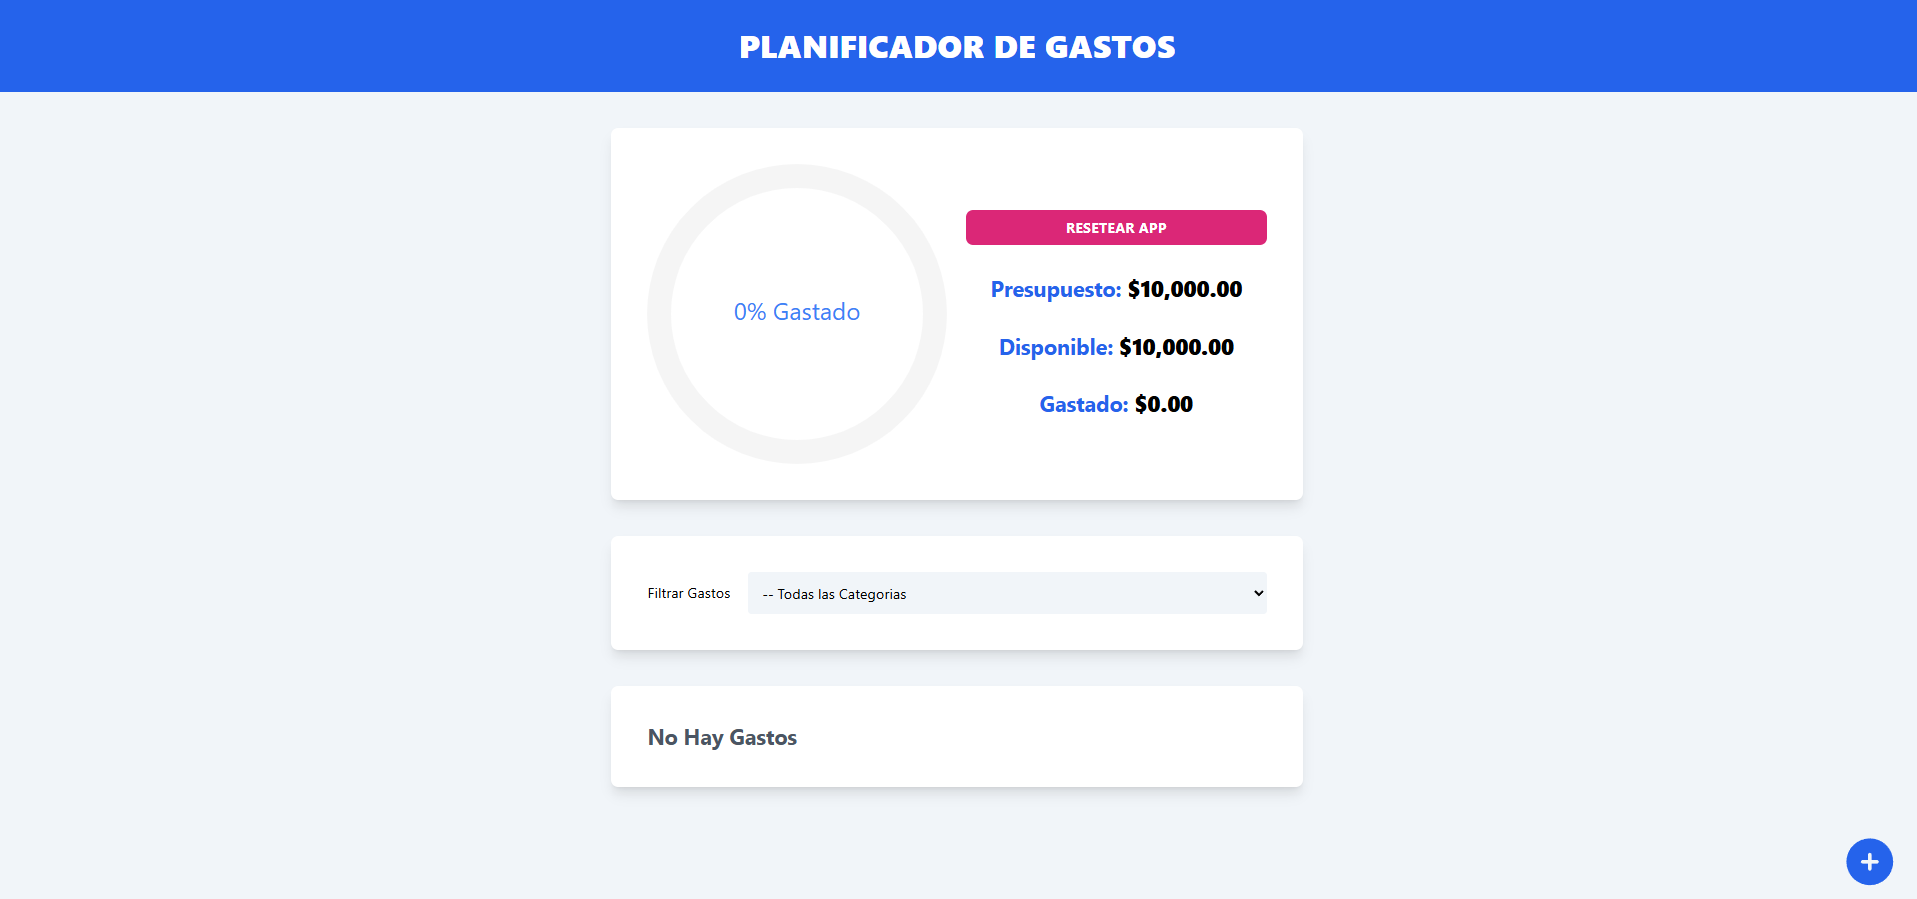 PLANIFICADOR DE GASTOS
0% Gastado
RESETEAR APP
Presupuesto: $10,000.00
Disponible: $10,000.00
Gastado: $0.00
Filtrar Gastos
-- Todas las Categorias
No Hay Gastos